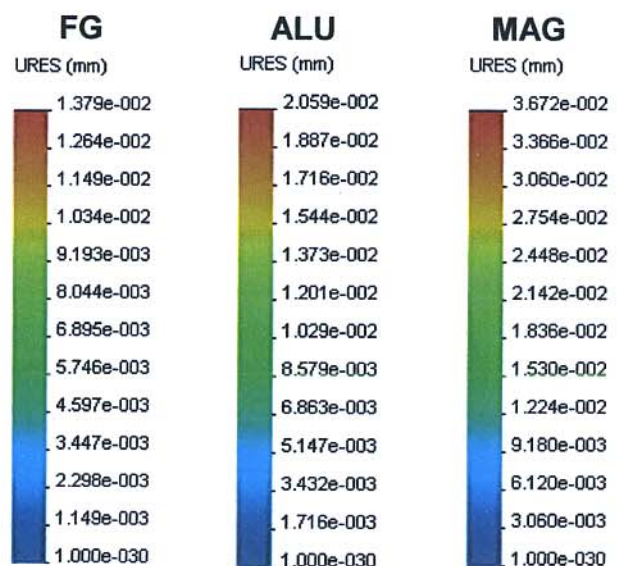 FG
URES (mm)
1.379e-002
1.264e-002
1.149e-002
1.034e-002
9.193e-003
8.044e-003
6.895e-003
5.746e-003
4.597e-003
3.447e-003
2.298e-003
1.149e-003
1.000e-030
ALU
URES (mm)
2.059e-002
1.887e-002
1.716e-002
1.544e-002
1.373e-002
1.201e-002
1.029e-002
8.579e-003
6.863e-003
5.147e-003
3.432e-003
1.716e-003
1.000e-030
MAG
URES (mm)
3.672e-002
3.366e-002
3.060e-002
2.754e-002
2.448e-002
2.142e-002
1.836e-002
1.530e-002
1.224e-002
9.180e-003
6.120e-003
3.060e-003
1.000e-030